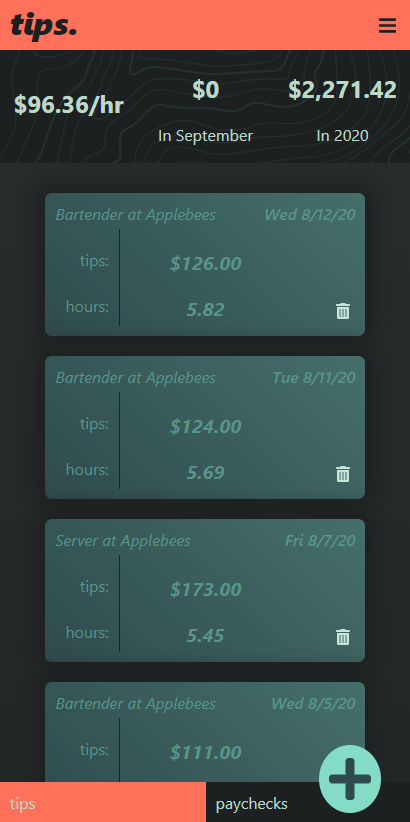 tips.
$96.36/hr
$0
In September
$2,271.42
In 2020
Bartender at Applebees Wed 8/12/20
tips: $126.00
hours: 5.82
Bartender at Applebees Tue 8/11/20
tips: $124.00
hours: 5.69
Server at Applebees Fri 8/7/20
tips: $173.00
hours: 5.45
Bartender at Applebees Wed 8/5/20
tips: $111.00
tips paychecks